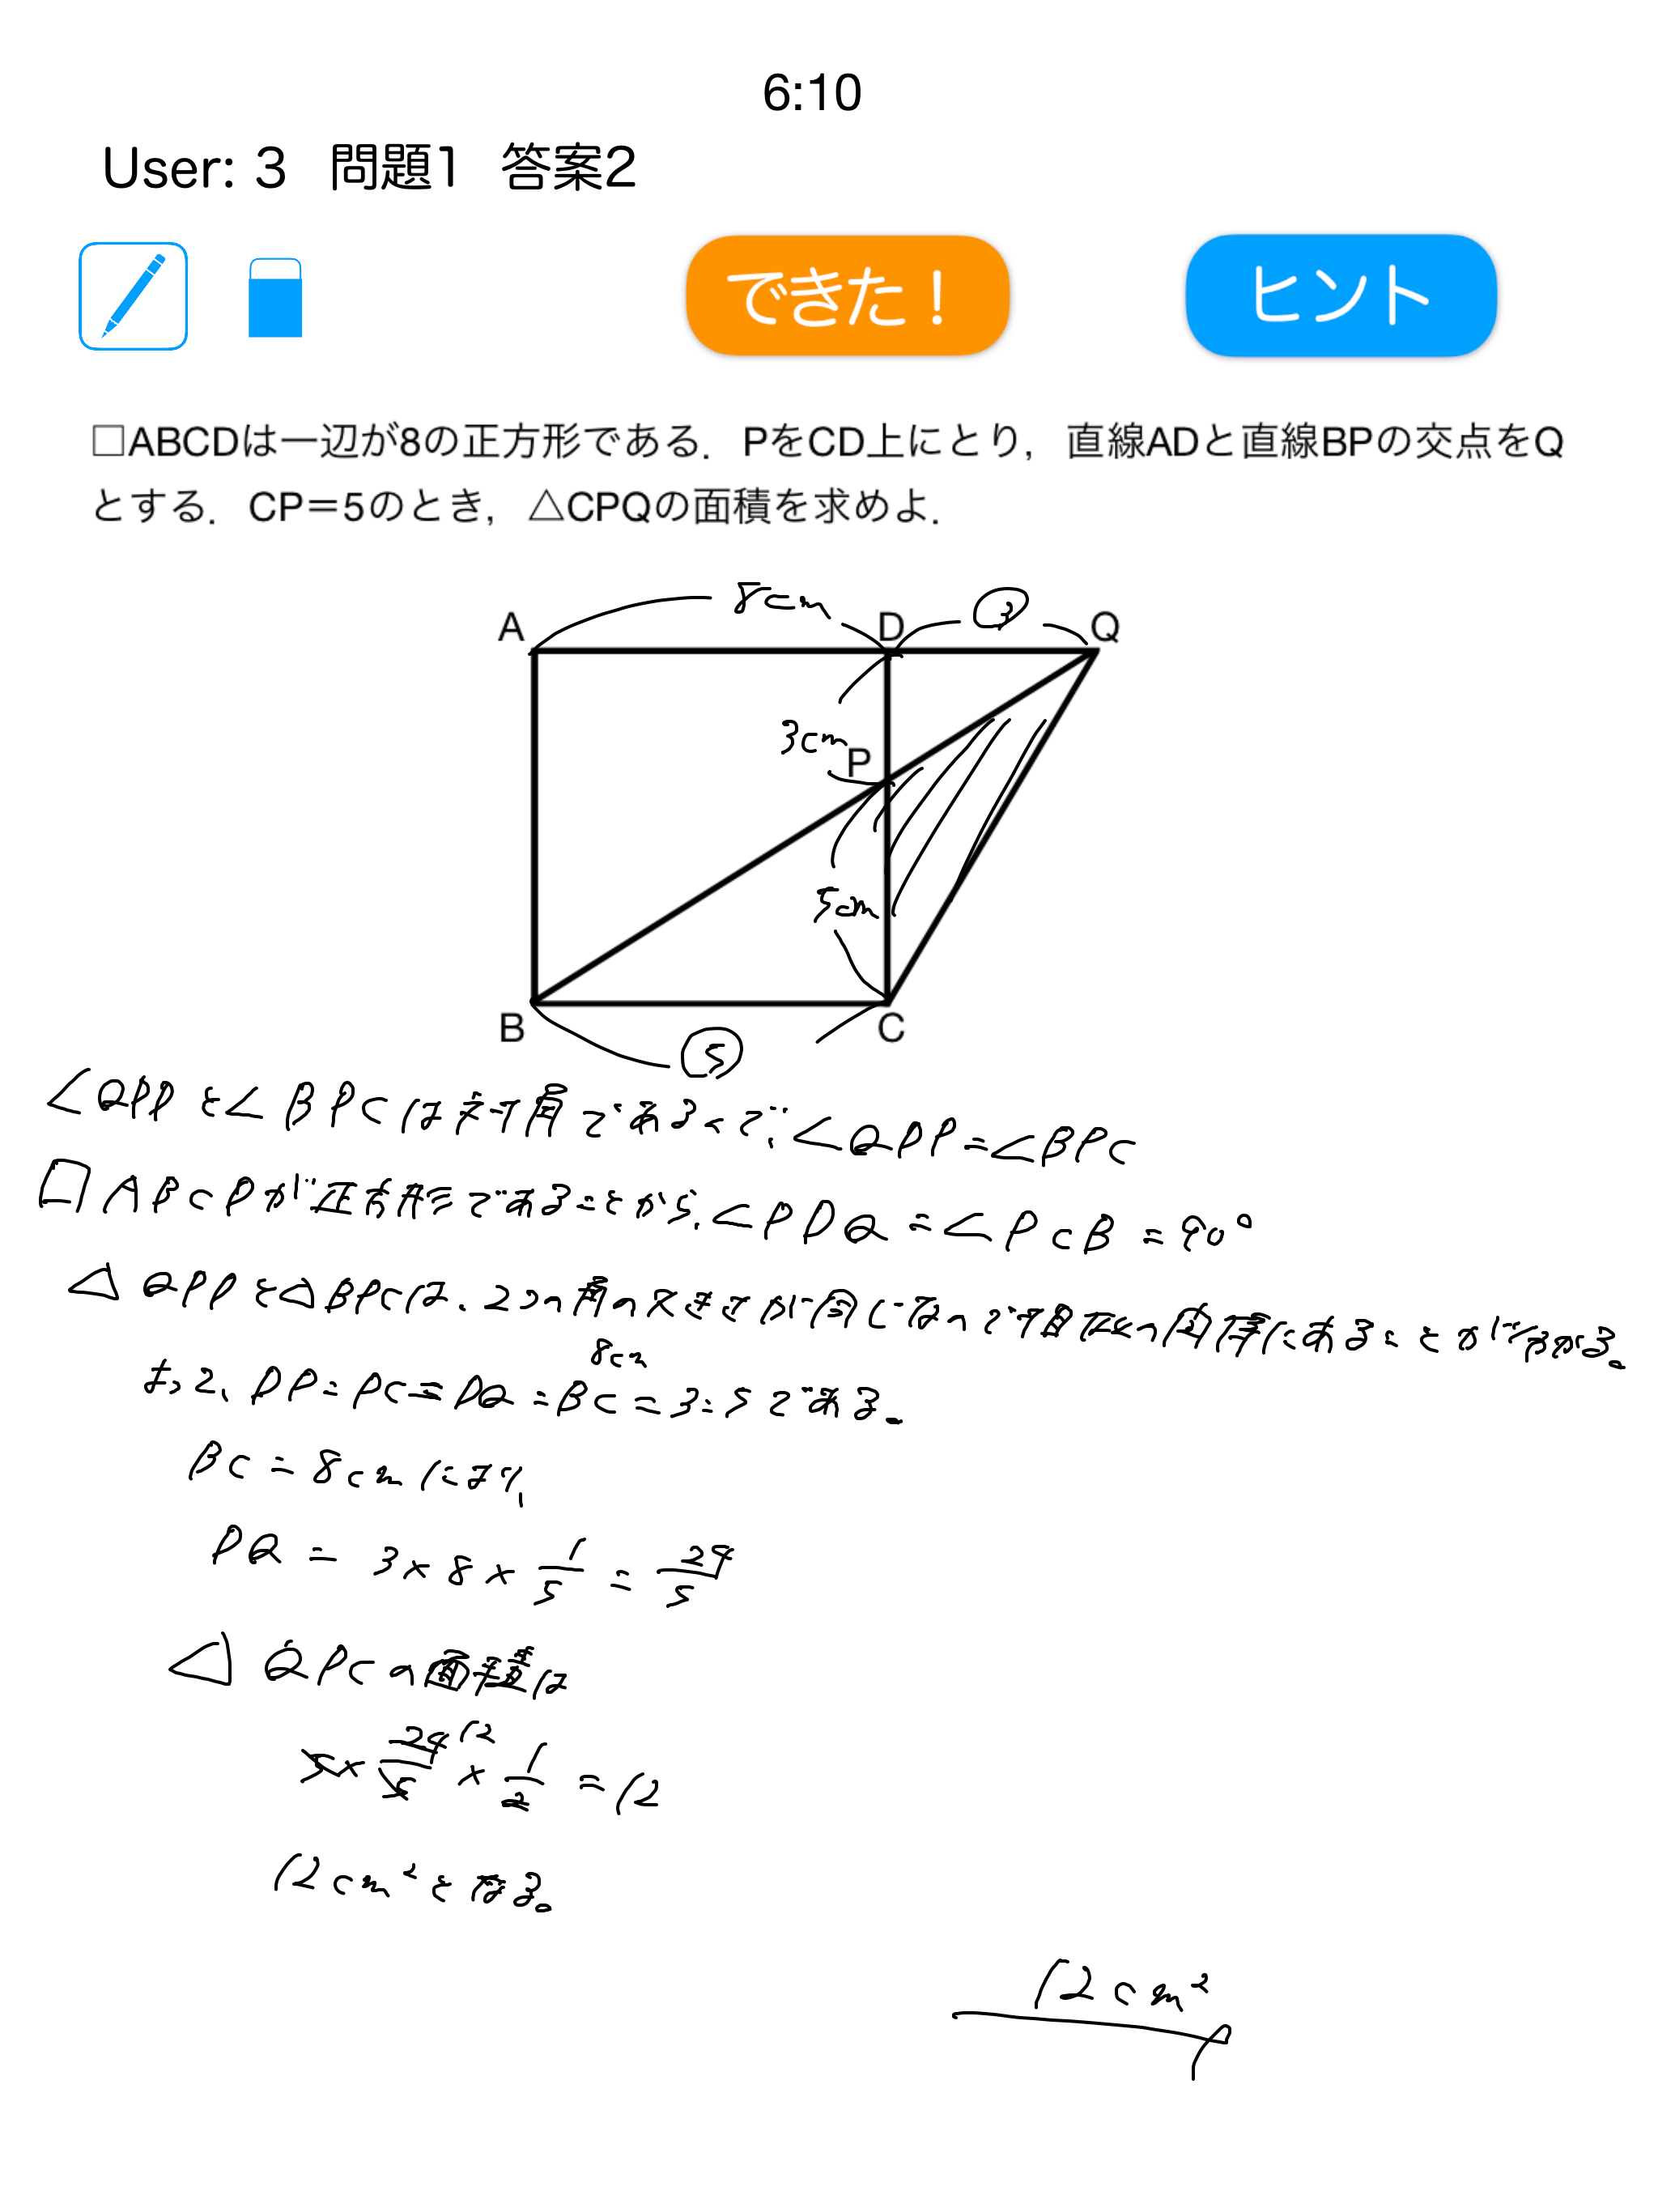 6:10
User: 3 問題1 答案2
できた！ ヒント
□ABCDは一辺が8の正方形である．PをCD上にとり，直線ADと直線BPの交点をQ
とする．CP＝5のとき，△CPQの面積を求めよ．
8cm ③
A D Q
3cm
P
5cm
B C
⑤
∠QPDと∠BPCは対頂角であるので、∠QPD=∠BPC
□ABCDが正方形であることから、∠PDQ=∠PCB=90°
△QPDと△BPCは、2つの角の大きさが同じなので相似の関係にあることがわかる。
8cm
よって、DP:PC=DQ:BC=3:5である。
BC=8cmより、
DQ=3×8×1/5=24/5
△QPCの面積は
5×24/5×1/2=12
12
12cm²となる。
12cm²